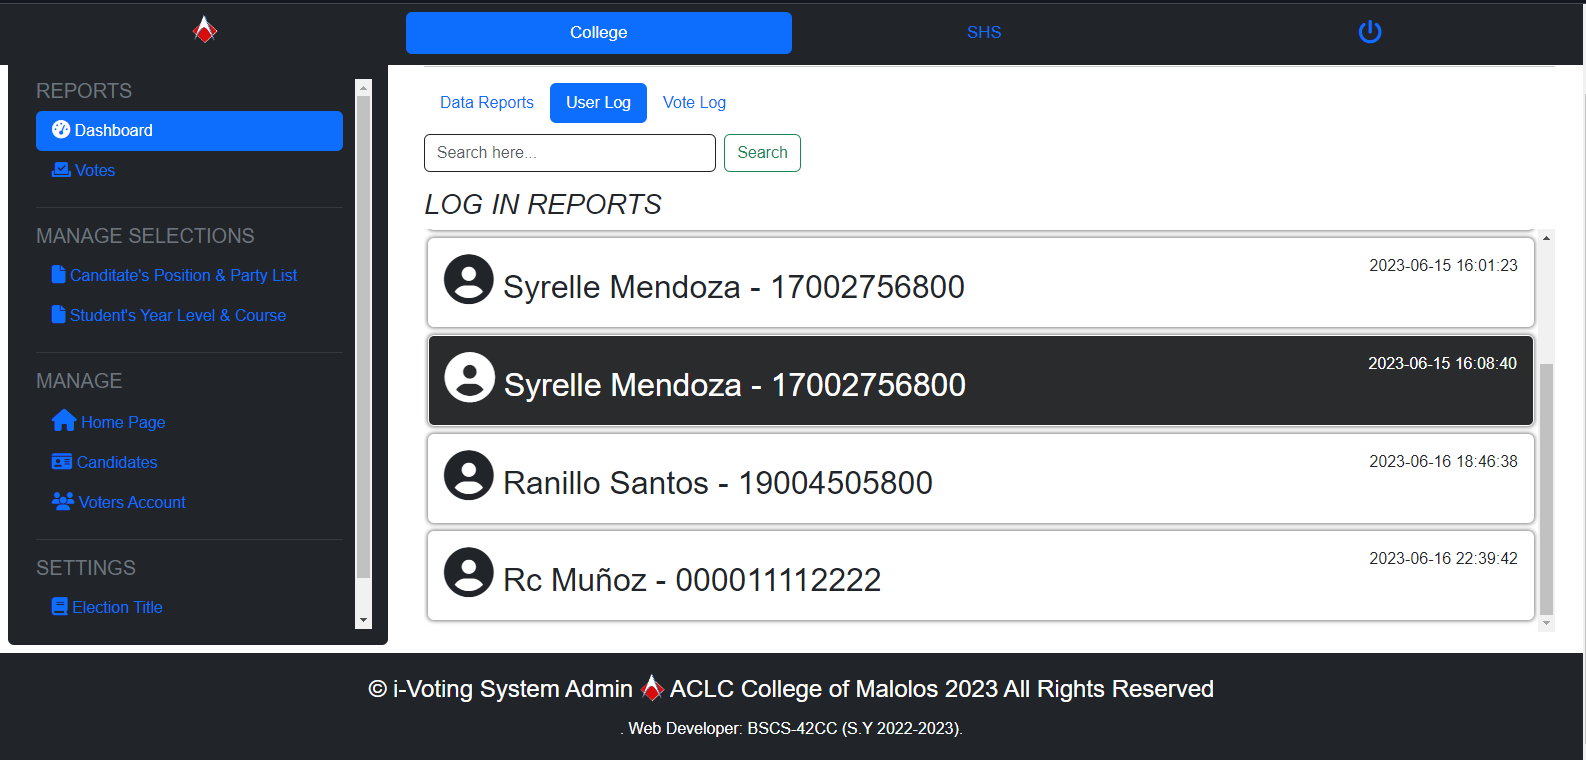 College
SHS
REPORTS
Dashboard
Votes
MANAGE SELECTIONS
Canditate's Position & Party List
Student's Year Level & Course
MANAGE
Home Page
Candidates
Voters Account
SETTINGS
Election Title
Data Reports
User Log
Vote Log
Search here...
Search
LOG IN REPORTS
Syrelle Mendoza - 17002756800
2023-06-15 16:01:23
Syrelle Mendoza - 17002756800
2023-06-15 16:08:40
Ranillo Santos - 19004505800
2023-06-16 18:46:38
Rc Muñoz - 000011112222
2023-06-16 22:39:42
© i-Voting System Admin ACLC College of Malolos 2023 All Rights Reserved
. Web Developer: BSCS-42CC (S.Y 2022-2023).